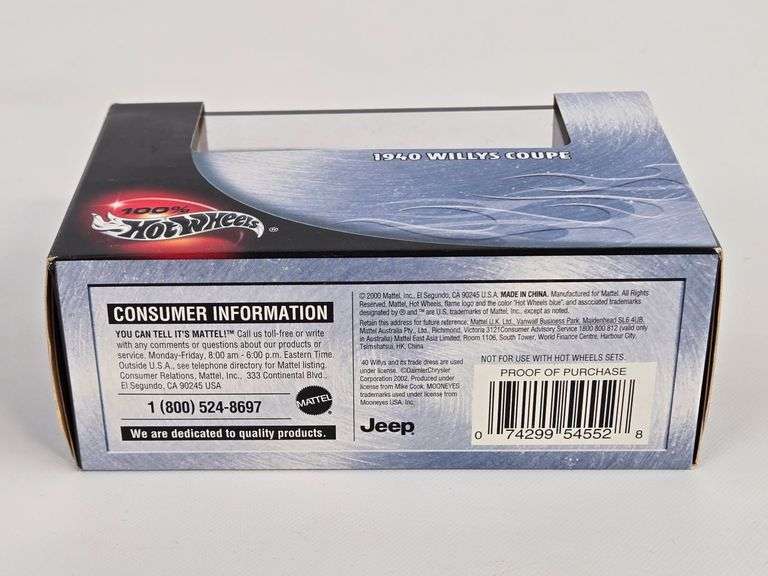 1940 WILLYS COUPE
100%
HOT WHEELS ®
CONSUMER INFORMATION
YOU CAN TELL IT'S MATTEL!™ Call us toll-free or write
with any comments or questions about our products or
service. Monday-Friday, 8:00 am - 6:00 p.m. Eastern Time.
Outside U.S.A., see telephone directory for Mattel listing.
Consumer Relations, Mattel, Inc., 333 Continental Blvd.,
El Segundo, CA 90245 USA
1 (800) 524-8697
MATTEL
We are dedicated to quality products.
© 2000 Mattel, Inc., El Segundo, CA 90245 U.S.A. MADE IN CHINA. Manufactured for Mattel. All Rights
Reserved. Mattel, Hot Wheels, flame logo and the color "Hot Wheels blue" and associated trademarks
designated by ® and ™ are U.S. trademarks of Mattel, Inc., except as noted.
Retain this address for future reference. Mattel U.K. Ltd., Vanwall Business Park, Maidenhead SL6 4UB.
Mattel Australia Pty., Ltd., Richmond, Victoria 3121 Consumer Advisory Service 1800 800 812 (valid only
in Australia) Mattel East Asia Limited, Room 1106, South Tower, World Finance Centre, Harbour City,
Tsimshatsui, HK, China
'40 Willys and its trade dress are used
under license. ©DaimlerChrysler
Corporation 2002. Produced under
license from Mike Cook. MOONEYES
trademarks used under license from
Mooneyes USA, Inc.
Jeep
NOT FOR USE WITH HOT WHEELS SETS.
PROOF OF PURCHASE
0 74299 54552 8